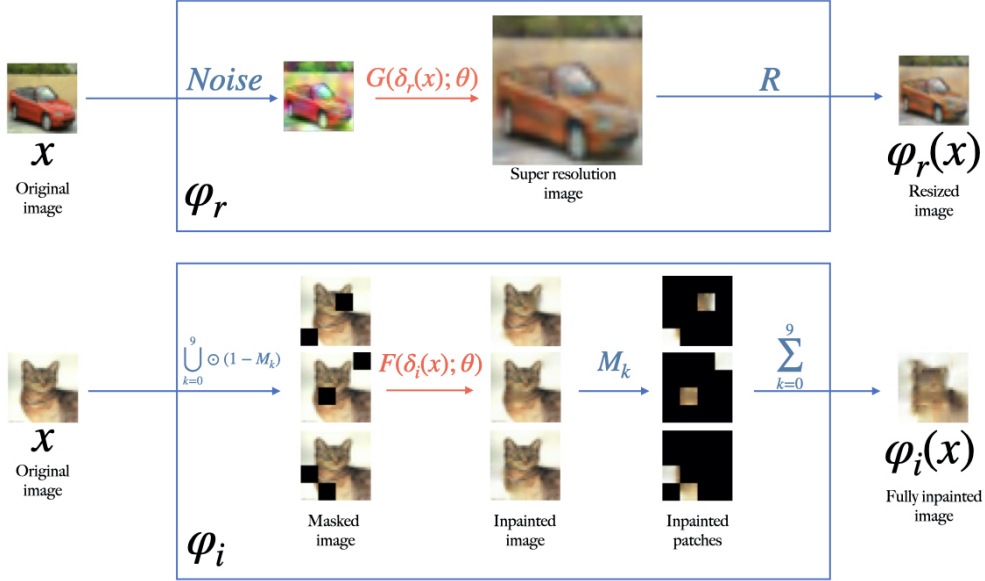 Noise
G(δr(x); θ)
R
x
Original
image
Super resolution
image
φr(x)
Resized
image
φr
9
⋃ ⊙ (1 − Mk)
k=0
F(δi(x); θ)
Mk
9
∑
k=0
x
Original
image
φi(x)
Fully inpainted
image
Masked
image
Inpainted
image
Inpainted
patches
φi